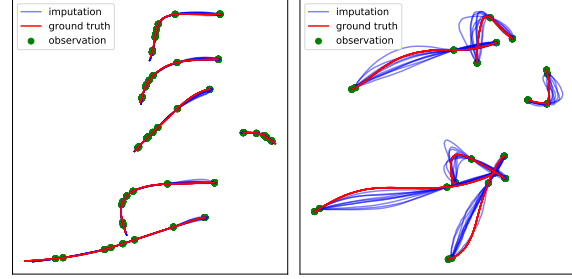 imputation
ground truth
observation
imputation
ground truth
observation